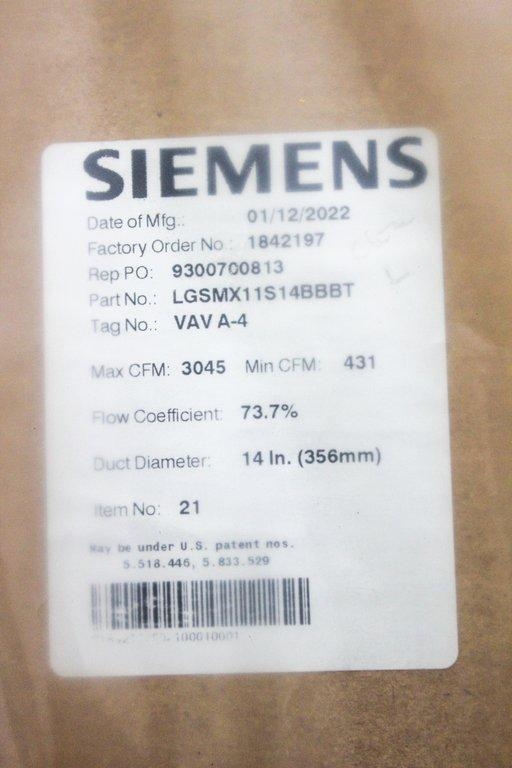 SIEMENS
Date of Mfg.: 01/12/2022
Factory Order No.: 1842197
Rep PO: 9300700813
Part No.: LGSMX11S14BBBT
Tag No.: VAV A-4
Max CFM: 3045 Min CFM: 431
Flow Coefficient: 73.7%
Duct Diameter: 14 In. (356mm)
Item No: 21
May be under U.S. patent nos.
5.518.446, 5.833.529